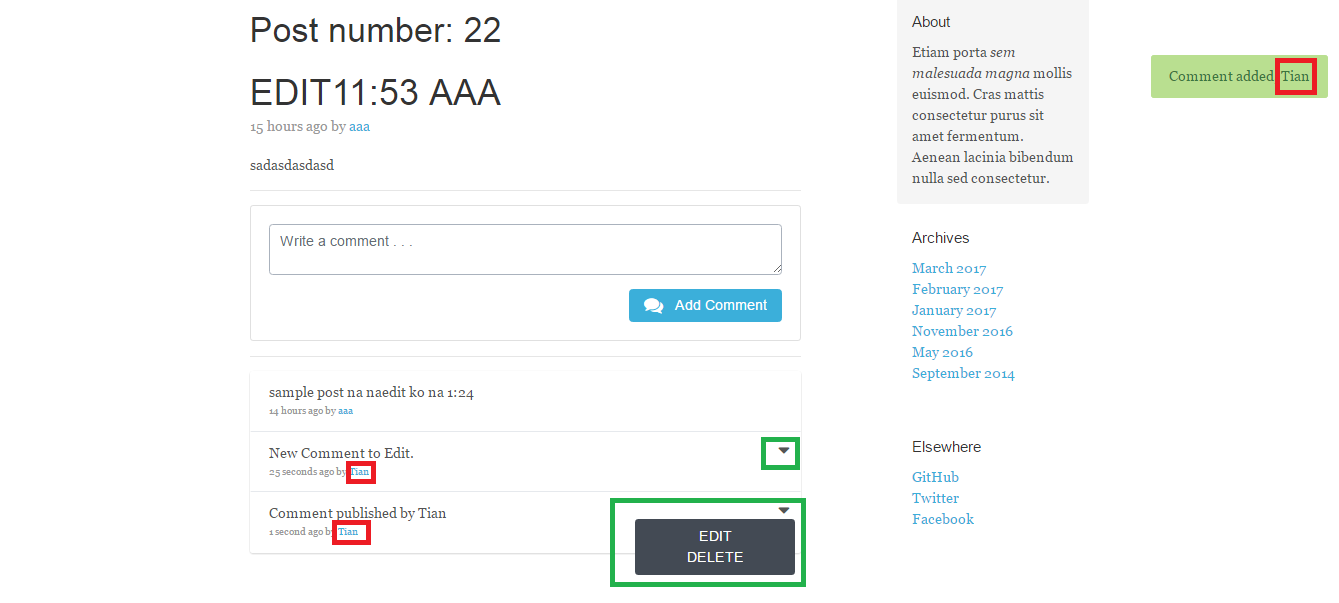 Post number: 22
EDIT11:53 AAA
15 hours ago by aaa
sadasdasdasd
Write a comment . . .
Add Comment
sample post na naedit ko na 1:24
14 hours ago by aaa
New Comment to Edit.
25 seconds ago by Tian
Comment published by Tian
1 second ago by Tian
EDIT
DELETE
About
Etiam porta sem
malesuada magna mollis
euismod. Cras mattis
consectetur purus sit
amet fermentum.
Aenean lacinia bibendum
nulla sed consectetur.
Archives
March 2017
February 2017
January 2017
November 2016
May 2016
September 2014
Elsewhere
GitHub
Twitter
Facebook
Comment added Tian